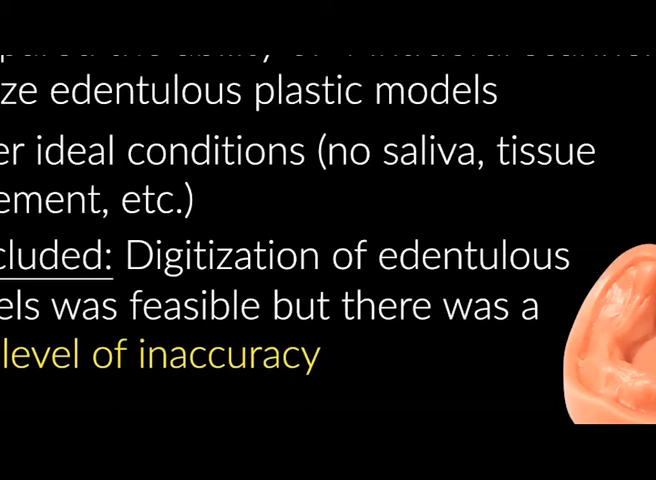 ze edentulous plastic models
er ideal conditions (no saliva, tissue
ement, etc.)
cluded: Digitization of edentulous
els was feasible but there was a
level of inaccuracy